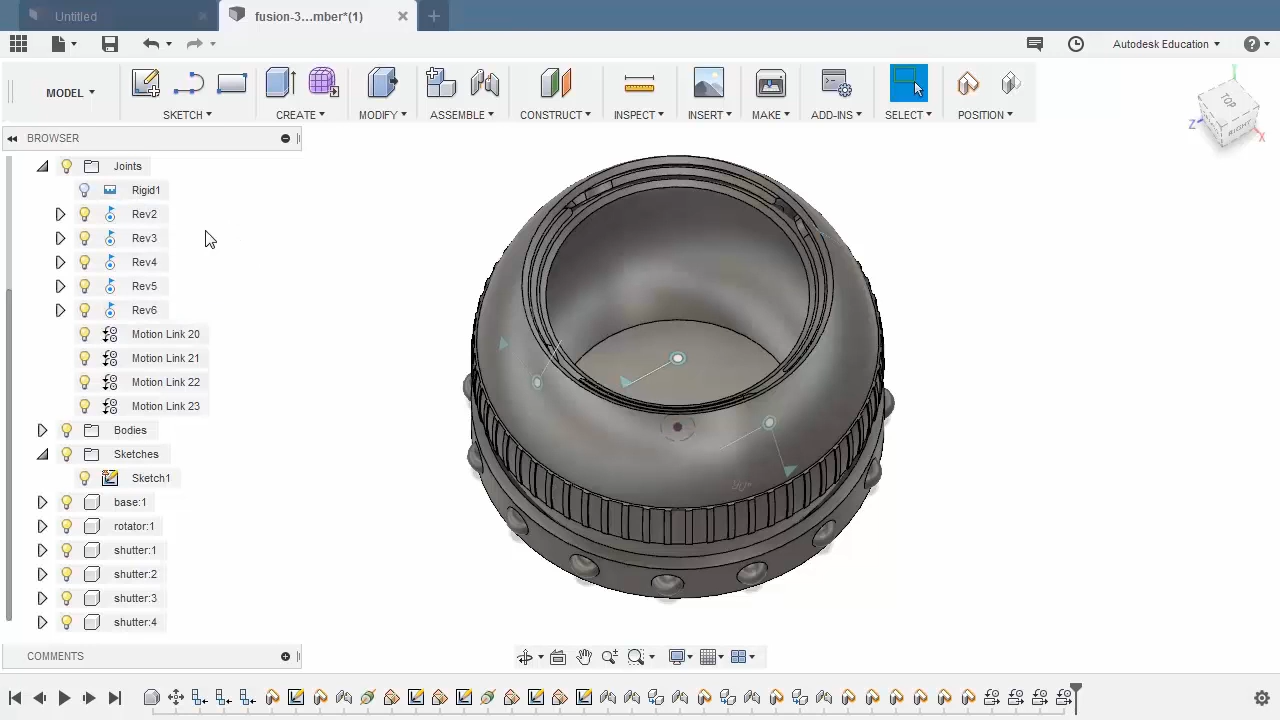 Untitled
fusion-3...mber*(1)
Autodesk Education
MODEL
SKETCH
CREATE
MODIFY
ASSEMBLE
CONSTRUCT
INSPECT
INSERT
MAKE
ADD-INS
SELECT
POSITION
TOP
RIGHT
Z
X
BROWSER
Joints
Rigid1
Rev2
Rev3
Rev4
Rev5
Rev6
Motion Link 20
Motion Link 21
Motion Link 22
Motion Link 23
Bodies
Sketches
Sketch1
base:1
rotator:1
shutter:1
shutter:2
shutter:3
shutter:4
COMMENTS